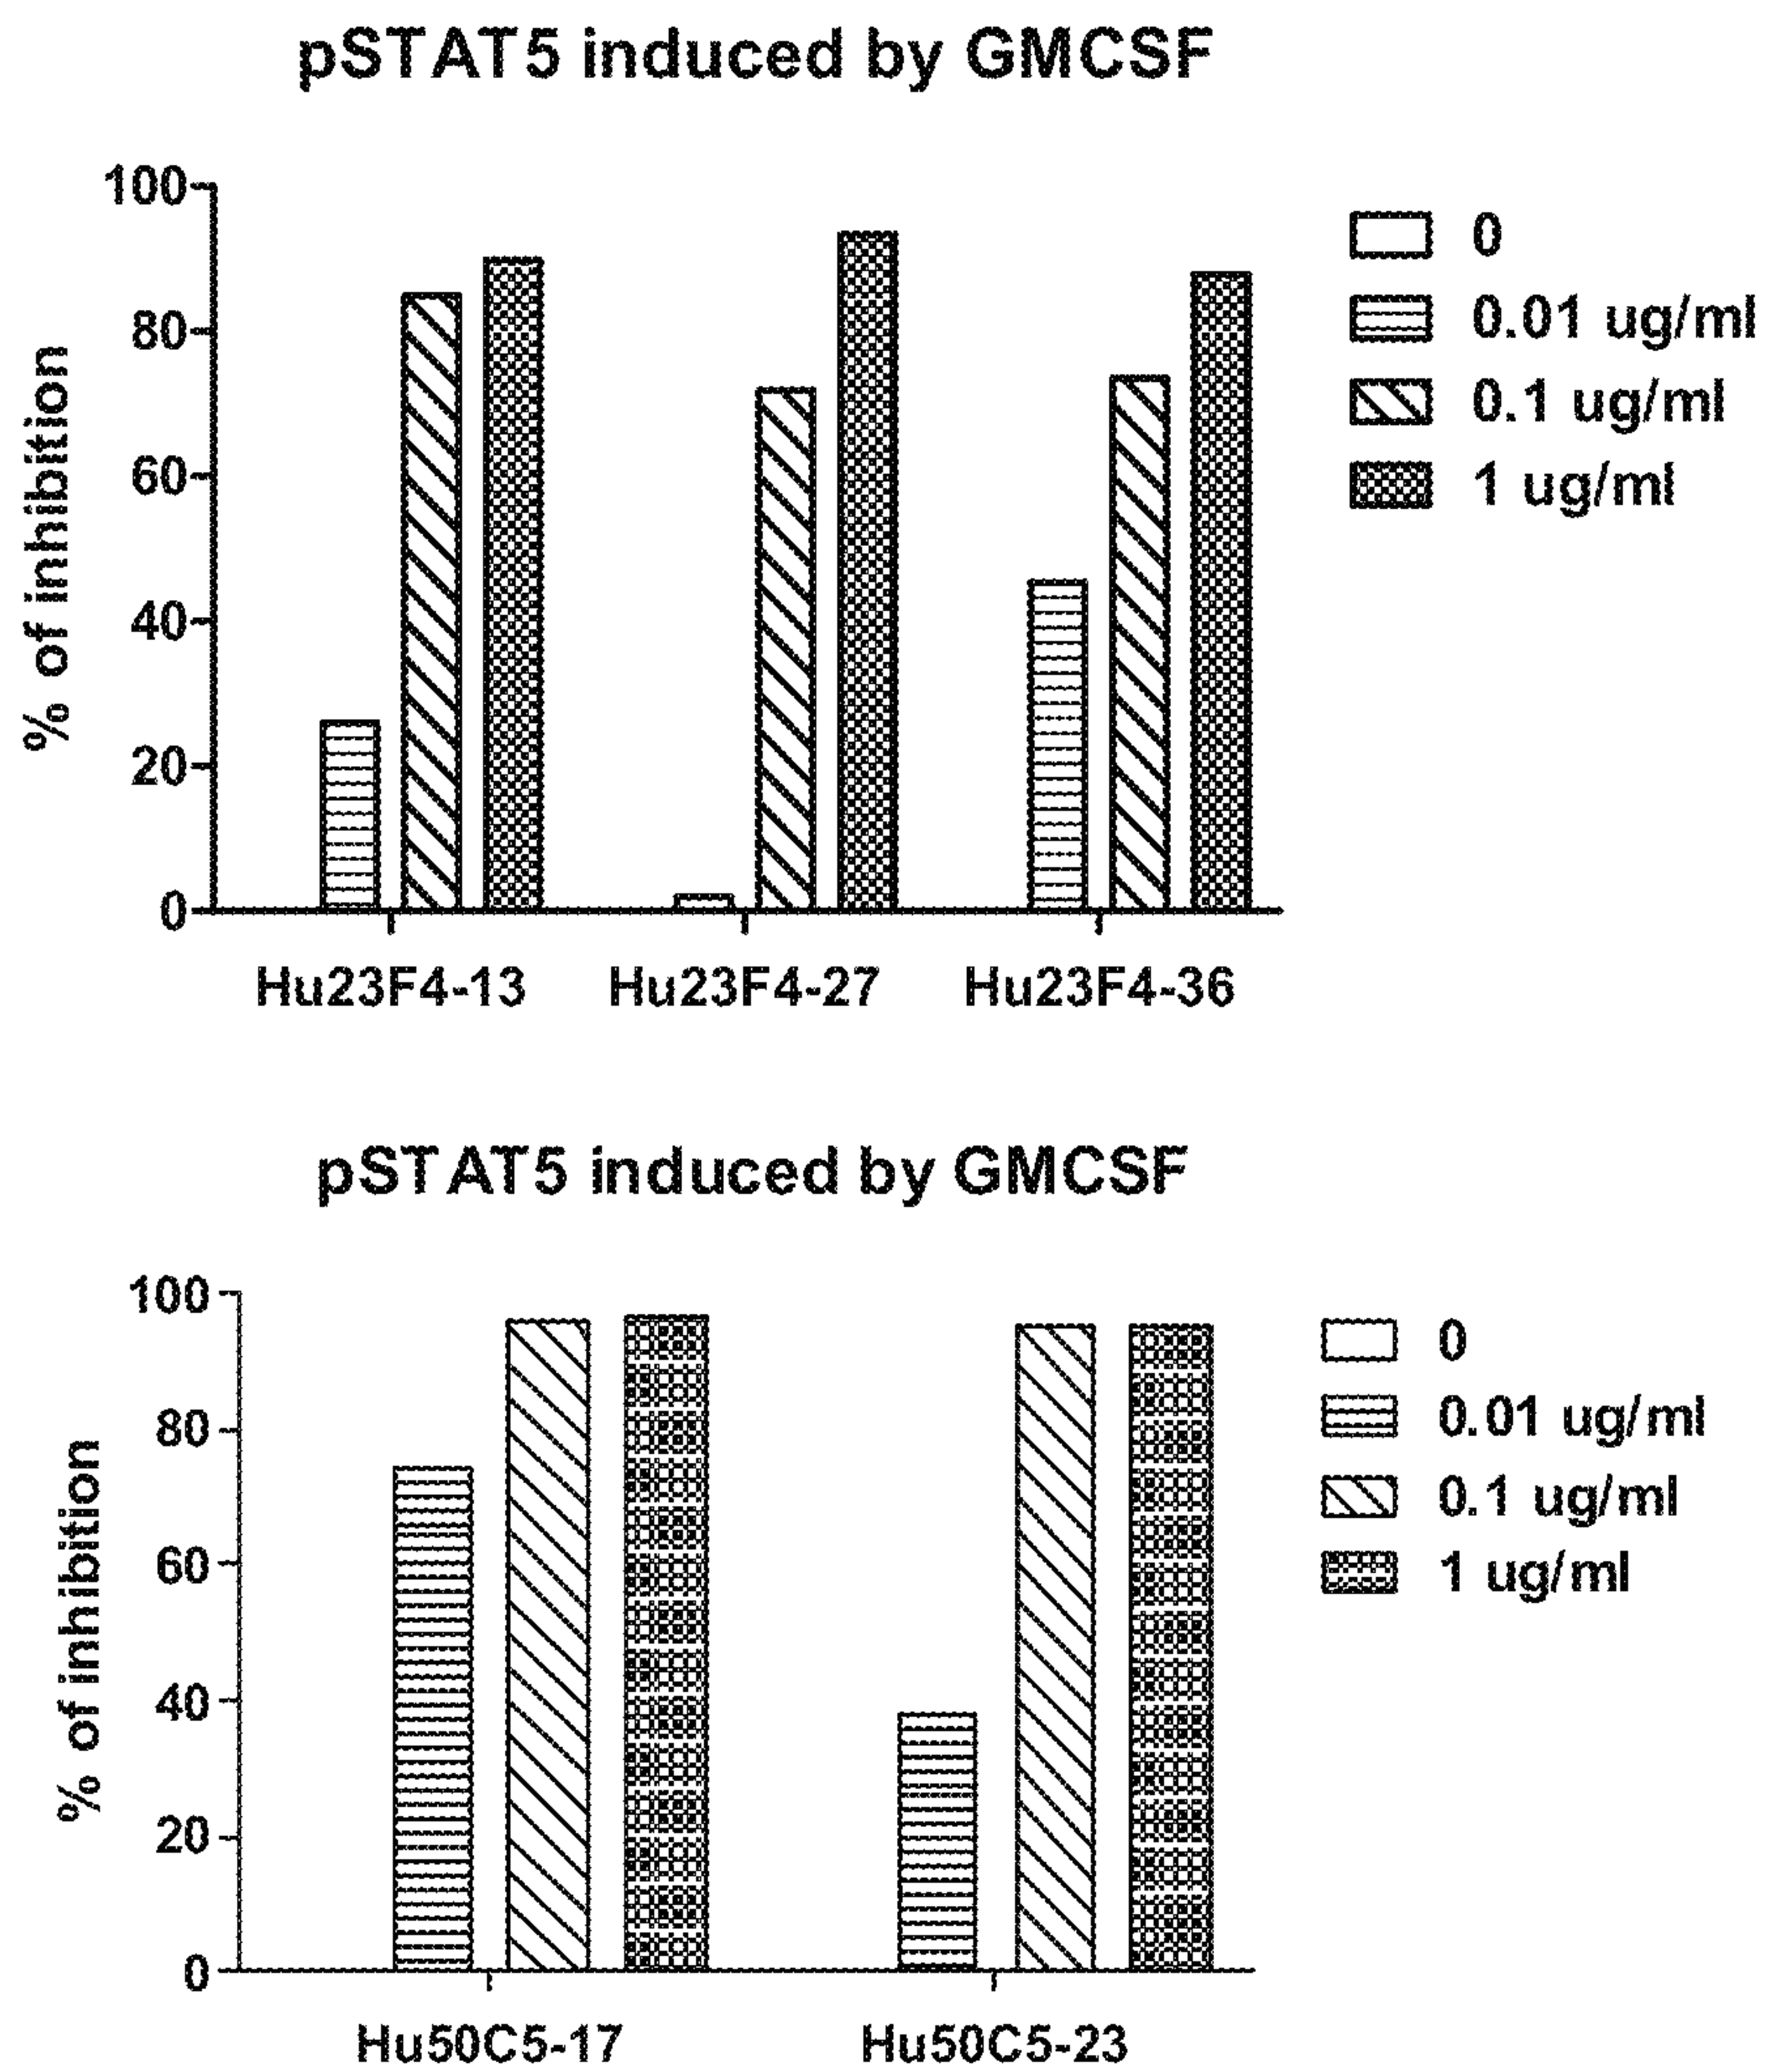 pSTAT5 induced by GMCSF
% of inhibition
100
80
60
40
20
0
0
0.01 ug/ml
0.1 ug/ml
1 ug/ml
Hu23F4-13 Hu23F4-27 Hu23F4-36
pSTAT5 induced by GMCSF
% of inhibition
100
80
60
40
20
0
0
0.01 ug/ml
0.1 ug/ml
1 ug/ml
Hu50C5-17 Hu50C5-23